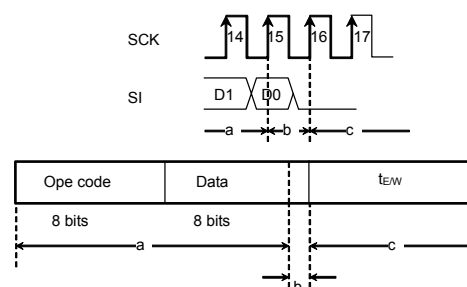 SCK 14 15 16 17
SI D1 D0
a b c
Ope code Data tE/W
8 bits 8 bits
a c
b